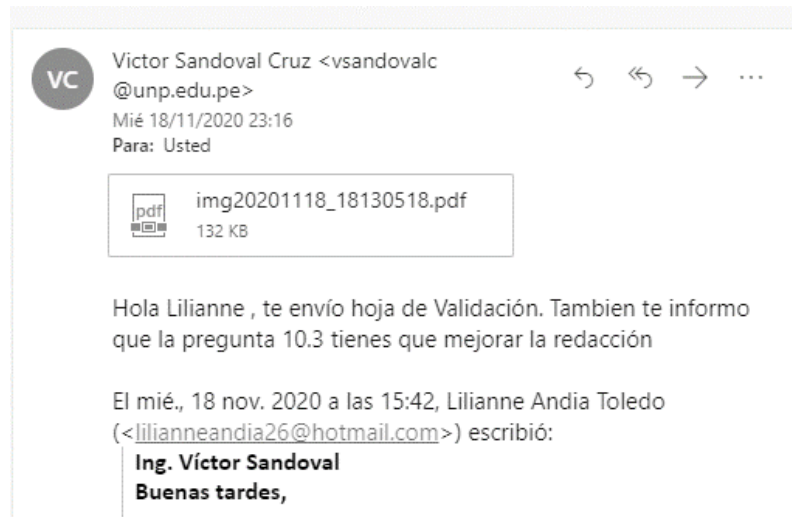 VC
Victor Sandoval Cruz <vsandovalc
@unp.edu.pe>
Mié 18/11/2020 23:16
Para: Usted
pdf
img20201118_18130518.pdf
132 KB
Hola Lilianne , te envío hoja de Validación. Tambien te informo
que la pregunta 10.3 tienes que mejorar la redacción
El mié., 18 nov. 2020 a las 15:42, Lilianne Andia Toledo
(<lilianneandia26@hotmail.com>) escribió:
Ing. Víctor Sandoval
Buenas tardes,